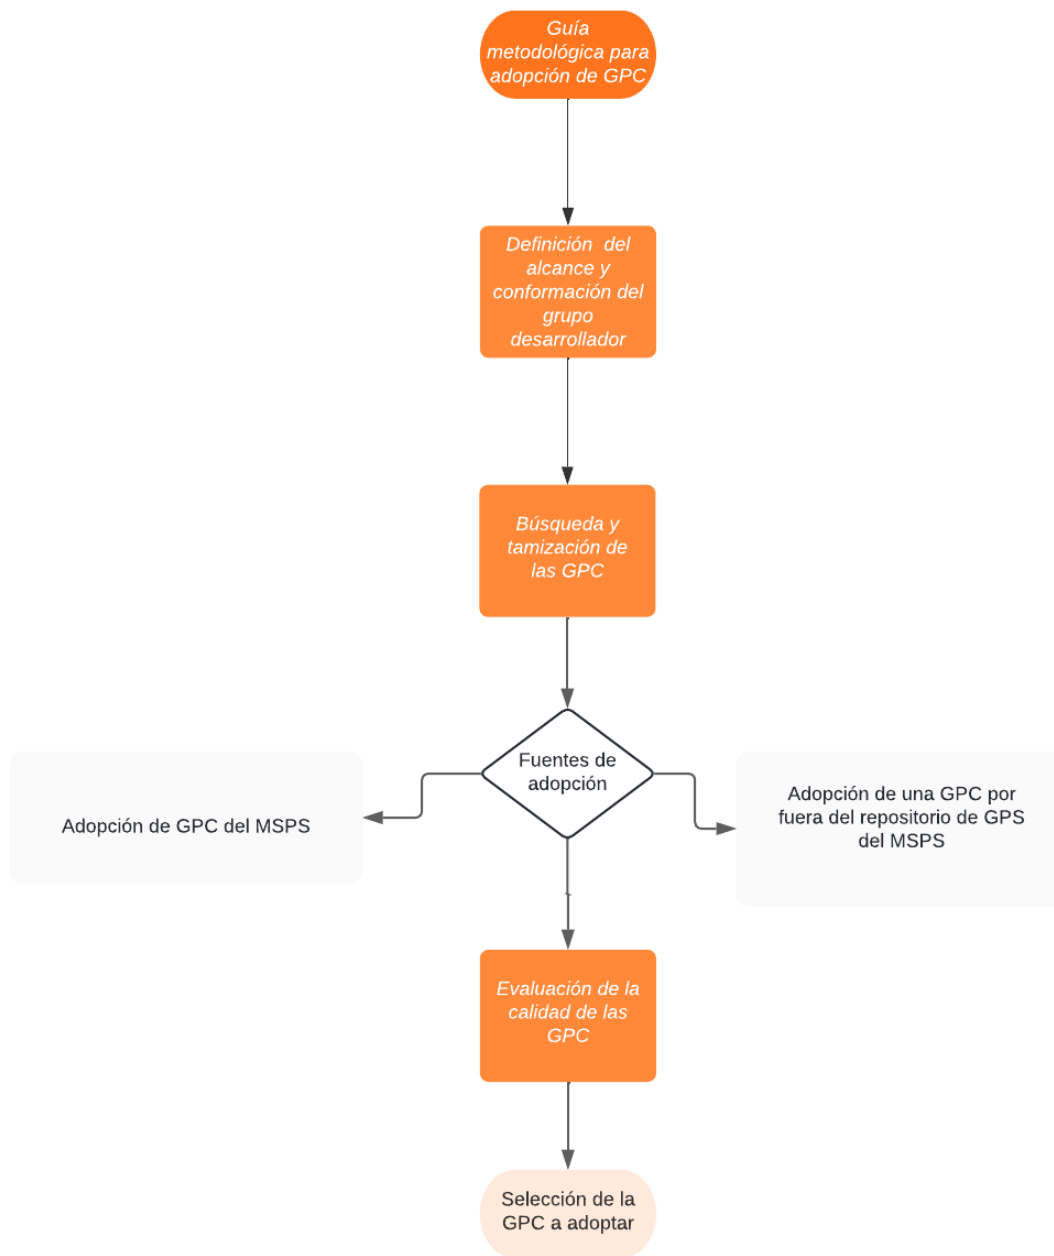 Guía
metodológica para
adopción de GPC
Definición del
alcance y
conformación del
grupo
desarrollador
Búsqueda y
tamización de
las GPC
Fuentes de
adopción
Adopción de GPC del MSPS
Adopción de una GPC por
fuera del repositorio de GPS
del MSPS
Evaluación de la
calidad de las
GPC
Selección de la
GPC a adoptar